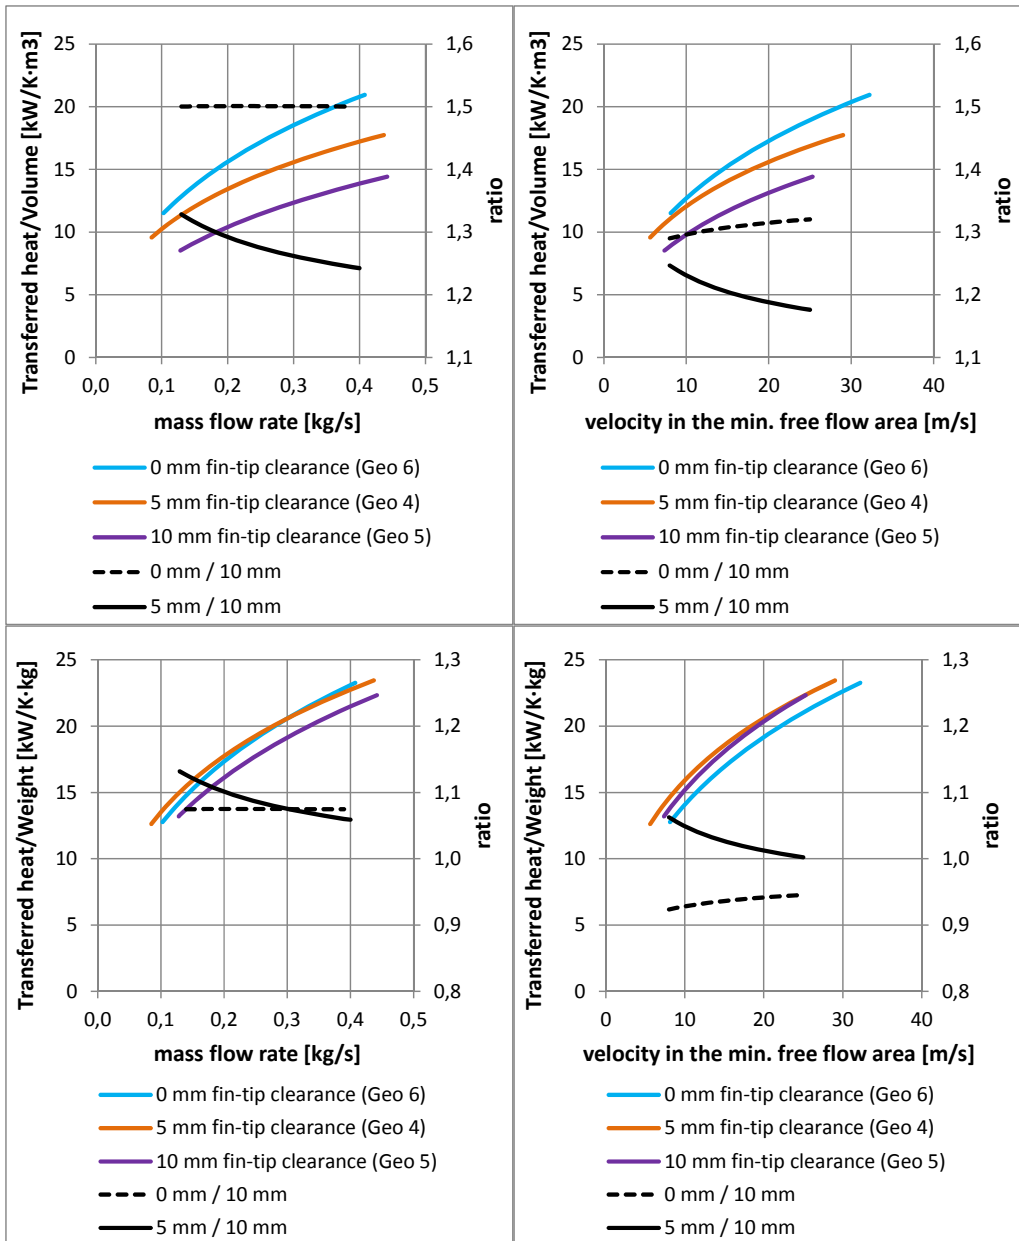 Transferred heat/Volume [kW/K·m3]
25
20
15
10
5
0
1,6
1,5
1,4
1,3
1,2
1,1
ratio
0,0 0,1 0,2 0,3 0,4 0,5
mass flow rate [kg/s]
0 mm fin-tip clearance (Geo 6)
5 mm fin-tip clearance (Geo 4)
10 mm fin-tip clearance (Geo 5)
0 mm / 10 mm
5 mm / 10 mm
Transferred heat/Volume [kW/K·m3]
25
20
15
10
5
0
1,6
1,5
1,4
1,3
1,2
1,1
ratio
0 10 20 30 40
velocity in the min. free flow area [m/s]
0 mm fin-tip clearance (Geo 6)
5 mm fin-tip clearance (Geo 4)
10 mm fin-tip clearance (Geo 5)
0 mm / 10 mm
5 mm / 10 mm
Transferred heat/Weight [kW/K·kg]
25
20
15
10
5
0
1,3
1,2
1,1
1,0
0,9
0,8
ratio
0,0 0,1 0,2 0,3 0,4 0,5
mass flow rate [kg/s]
0 mm fin-tip clearance (Geo 6)
5 mm fin-tip clearance (Geo 4)
10 mm fin-tip clearance (Geo 5)
0 mm / 10 mm
5 mm / 10 mm
Transferred heat/Weight [kW/K·kg]
25
20
15
10
5
0
1,3
1,2
1,1
1,0
0,9
0,8
ratio
0 10 20 30 40
velocity in the min. free flow area [m/s]
0 mm fin-tip clearance (Geo 6)
5 mm fin-tip clearance (Geo 4)
10 mm fin-tip clearance (Geo 5)
0 mm / 10 mm
5 mm / 10 mm